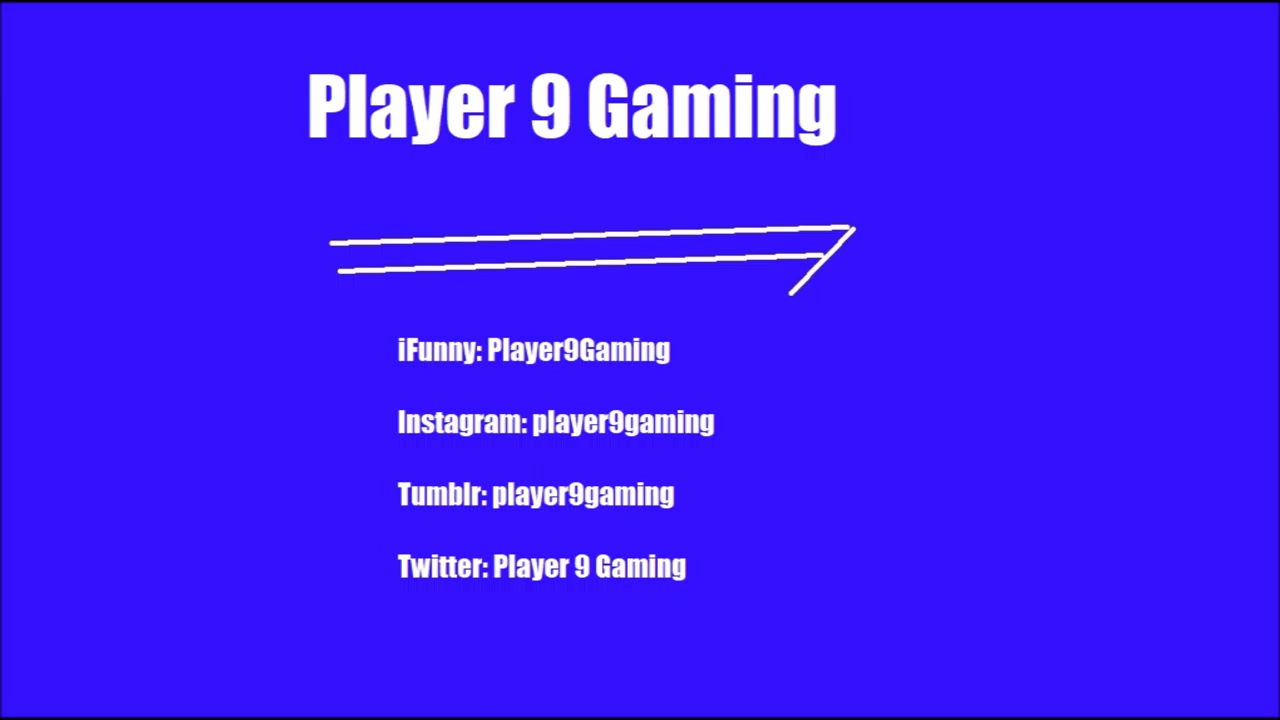 Player 9 Gaming
iFunny: Player9Gaming
Instagram: player9gaming
Tumblr: player9gaming
Twitter: Player 9 Gaming